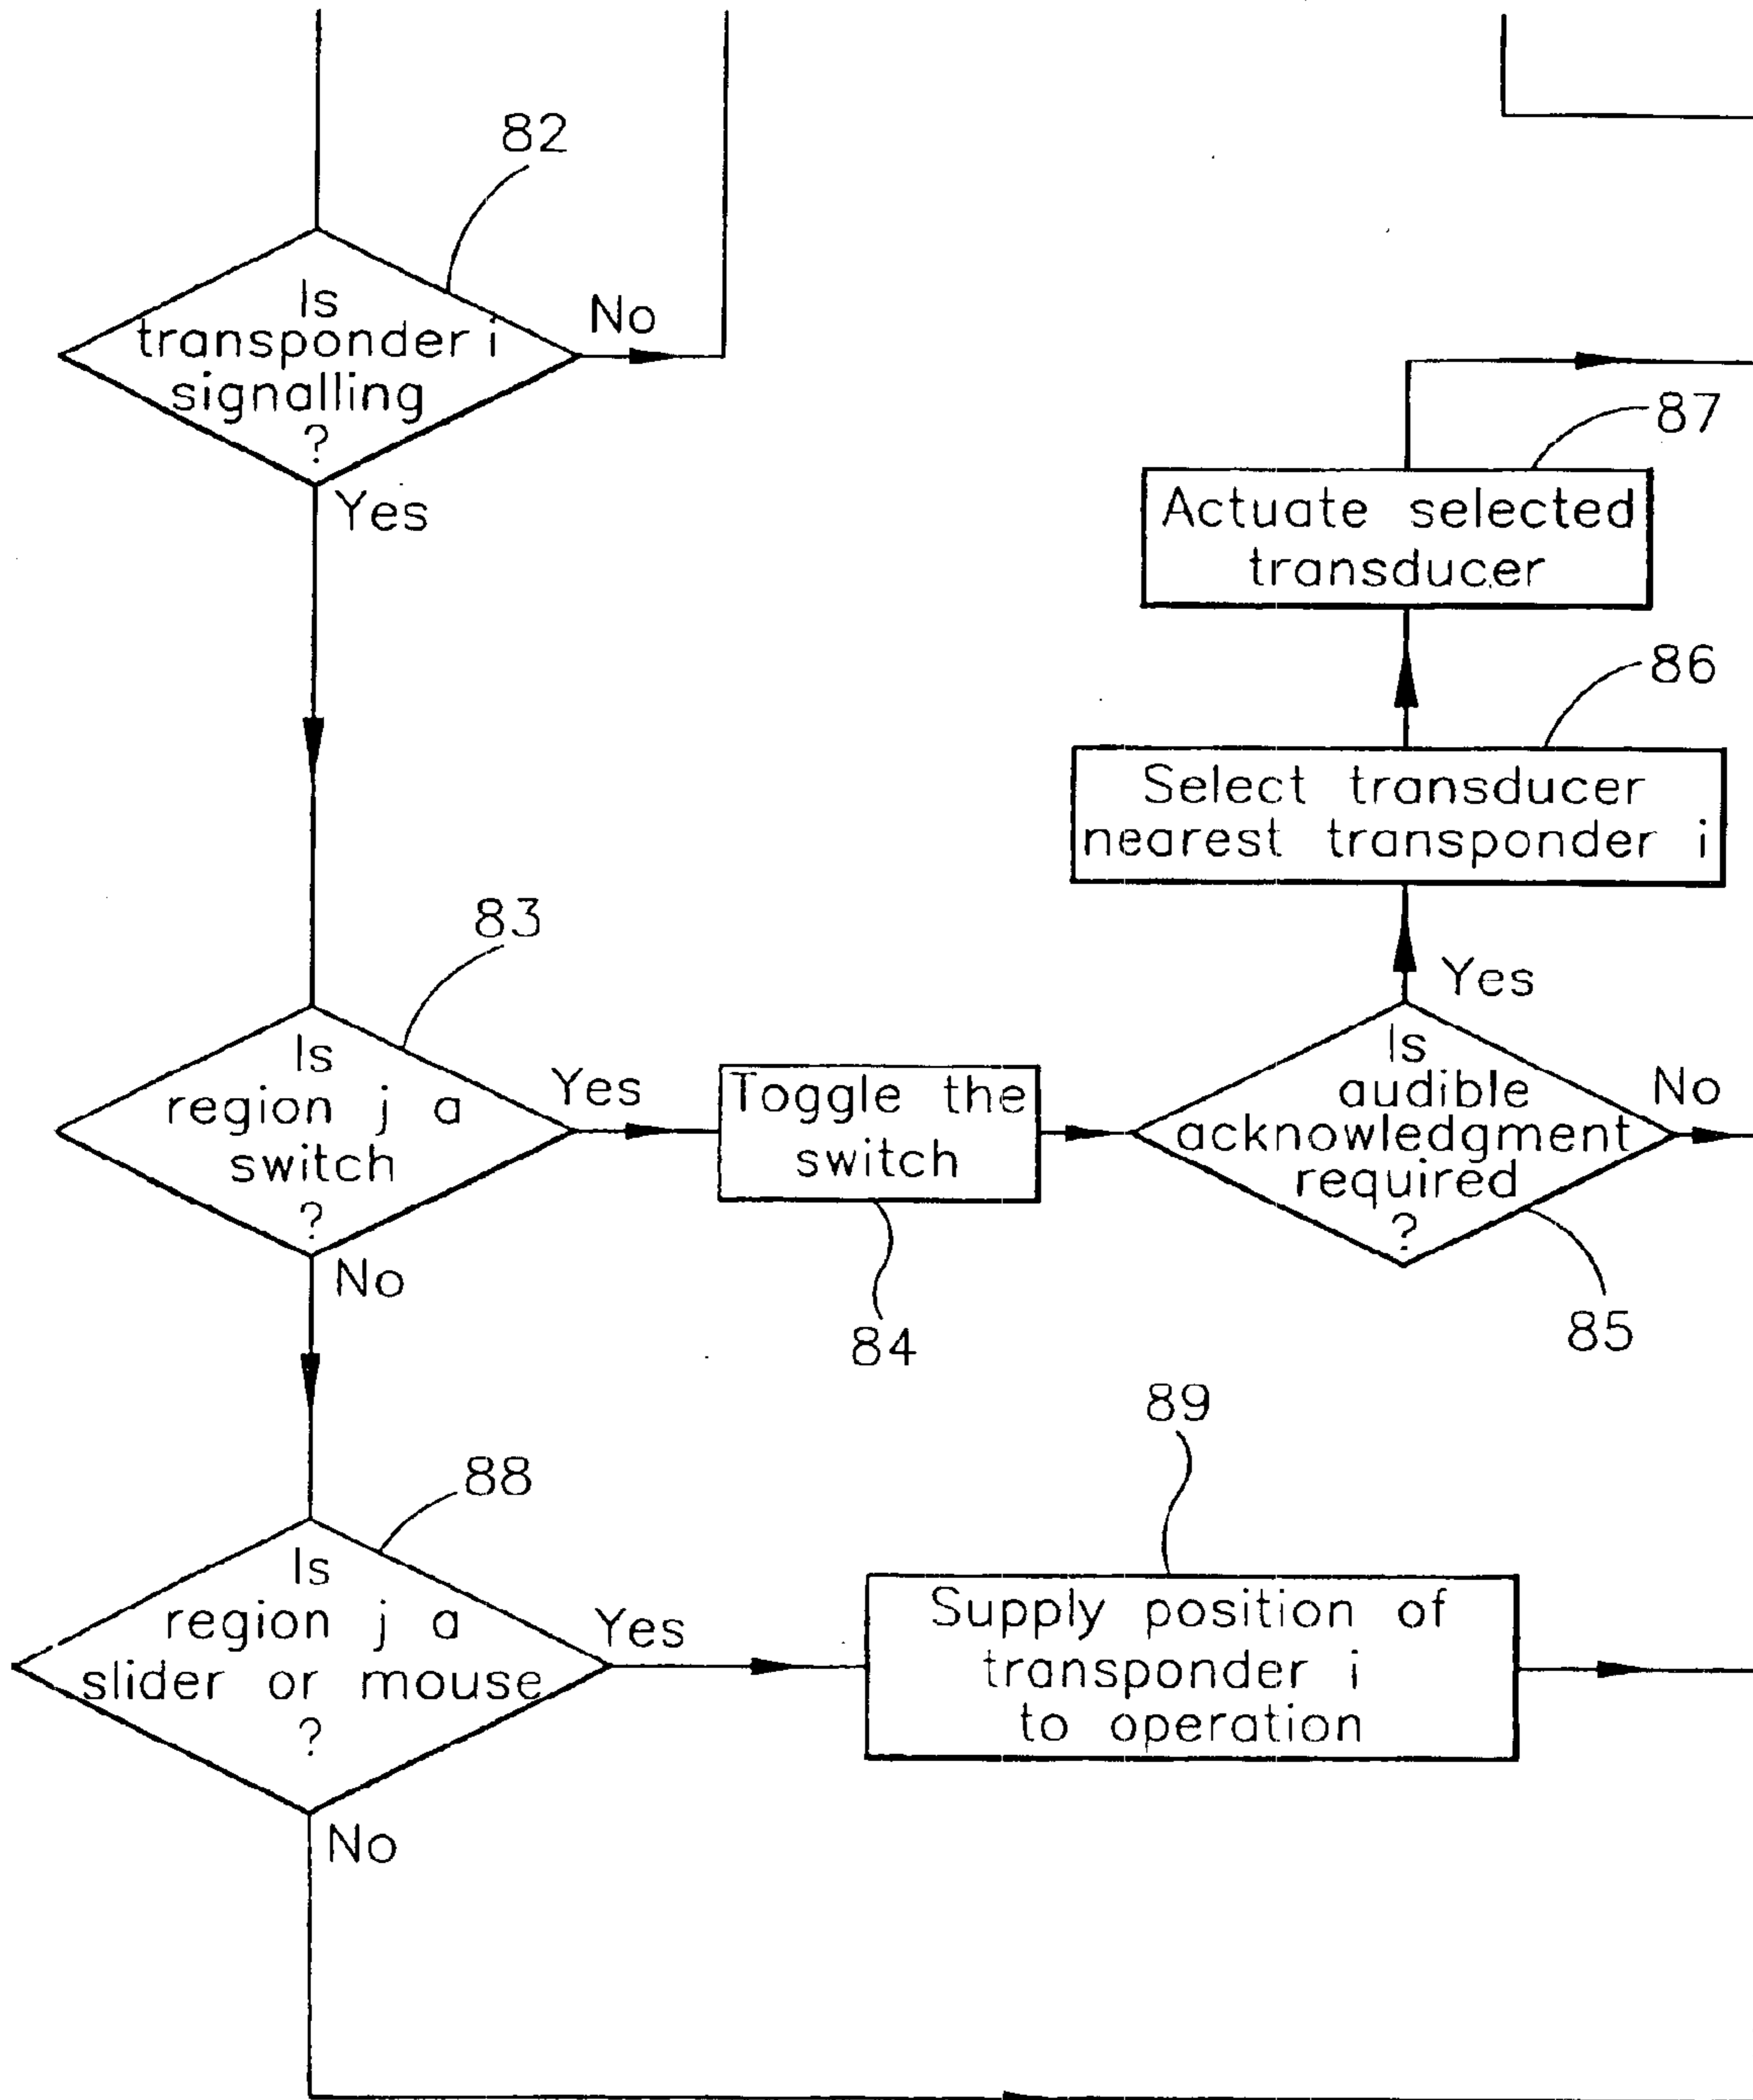 82
Is
transponder i
signalling
?
No
Yes
87
Actuate selected
transducer
86
Select transducer
nearest transponder i
83
Is
region j a
switch
?
Yes
No
Toggle the
switch
84
Yes
Is
audible
acknowledgment
required
?
No
85
88
Is
region j a
slider or mouse
?
Yes
No
89
Supply position of
transponder i
to operation